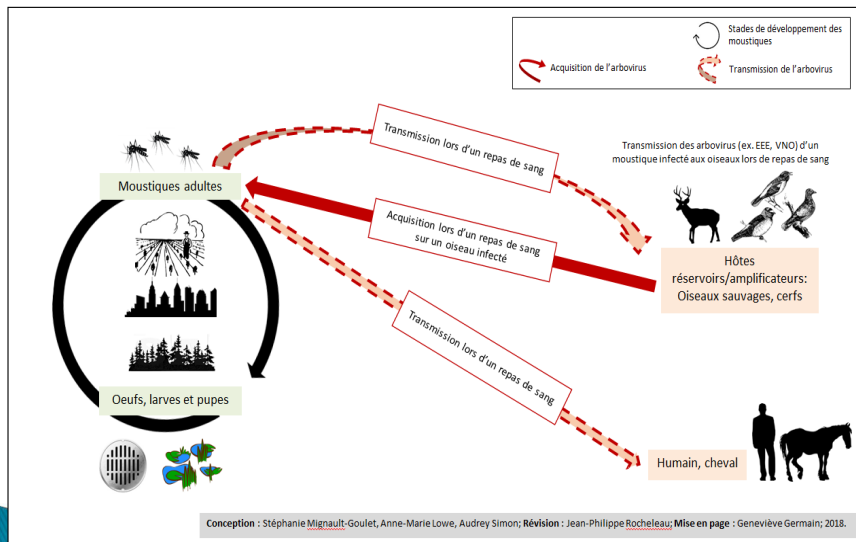 Stades de développement des
moustiques
Acquisition de l'arbovirus
Transmission de l'arbovirus
Transmission lors d'un repas de sang
Transmission des arbovirus (ex. EEE, VNO) d'un
moustique infecté aux oiseaux lors de repas de sang
Moustiques adultes
Acquisition lors d'un repas de sang
sur un oiseau infecté
Hôtes
réservoirs/amplificateurs:
Oiseaux sauvages, cerfs
Transmission lors d'un repas de sang
Oeufs, larves et pupes
Humain, cheval
Conception : Stéphanie Mignault-Goulet, Anne-Marie Lowe, Audrey Simon; Révision : Jean-Philippe Rocheleau; Mise en page : Geneviève Germain; 2018.